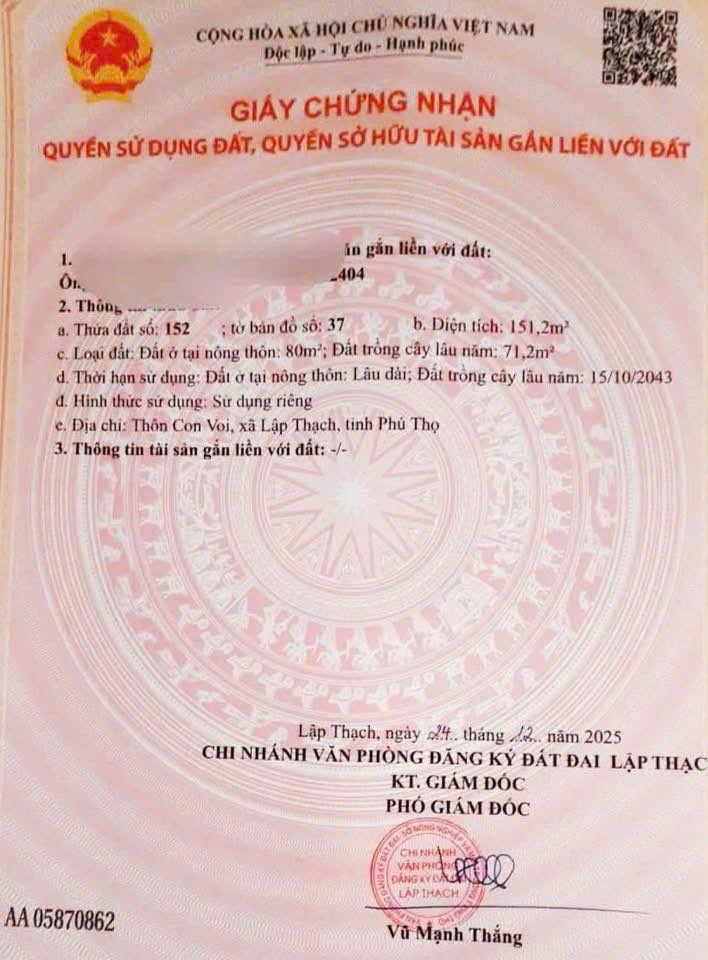 CỘNG HÒA XÃ HỘI CHỦ NGHĨA VIỆT NAM
Độc lập - Tự do - Hạnh phúc
GIẤY CHỨNG NHẬN
QUYỀN SỬ DỤNG ĐẤT, QUYỀN SỞ HỮU TÀI SẢN GẮN LIỀN VỚI ĐẤT
1. gắn liền với đất:
404
2. Thông
a. Thửa đất số: 152 ; tờ bản đồ số: 37 b. Diện tích: 151,2m²
c. Loại đất: Đất ở tại nông thôn: 80m²; Đất trồng cây lâu năm: 71,2m²
d. Thời hạn sử dụng: Đất ở tại nông thôn: Lâu dài; Đất trồng cây lâu năm: 15/10/2043
đ. Hình thức sử dụng: Sử dụng riêng
e. Địa chỉ: Thôn Con Voi, xã Lập Thạch, tỉnh Phú Thọ
3. Thông tin tài sản gắn liền với đất: -/-
Lập Thạch, ngày 24 tháng 12 năm 2025
CHI NHÁNH VĂN PHÒNG ĐĂNG KÝ ĐẤT ĐAI LẬP THẠC
KT. GIÁM ĐỐC
PHÓ GIÁM ĐỐC
CHI NHÁNH
VĂN PHÒNG
ĐĂNG KÝ ĐẤT
LẬP THẠCH
AA 05870862
Vũ Mạnh Thắng